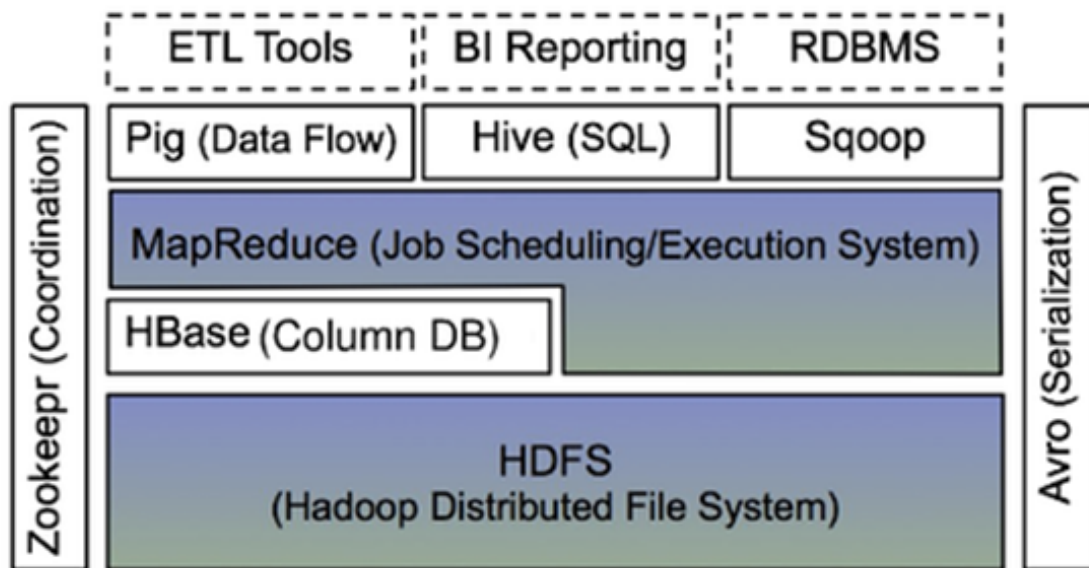 ETL Tools
BI Reporting
RDBMS
Zookeepr (Coordination)
Pig (Data Flow)
Hive (SQL)
Sqoop
Avro (Serialization)
MapReduce (Job Scheduling/Execution System)
HBase (Column DB)
HDFS
(Hadoop Distributed File System)